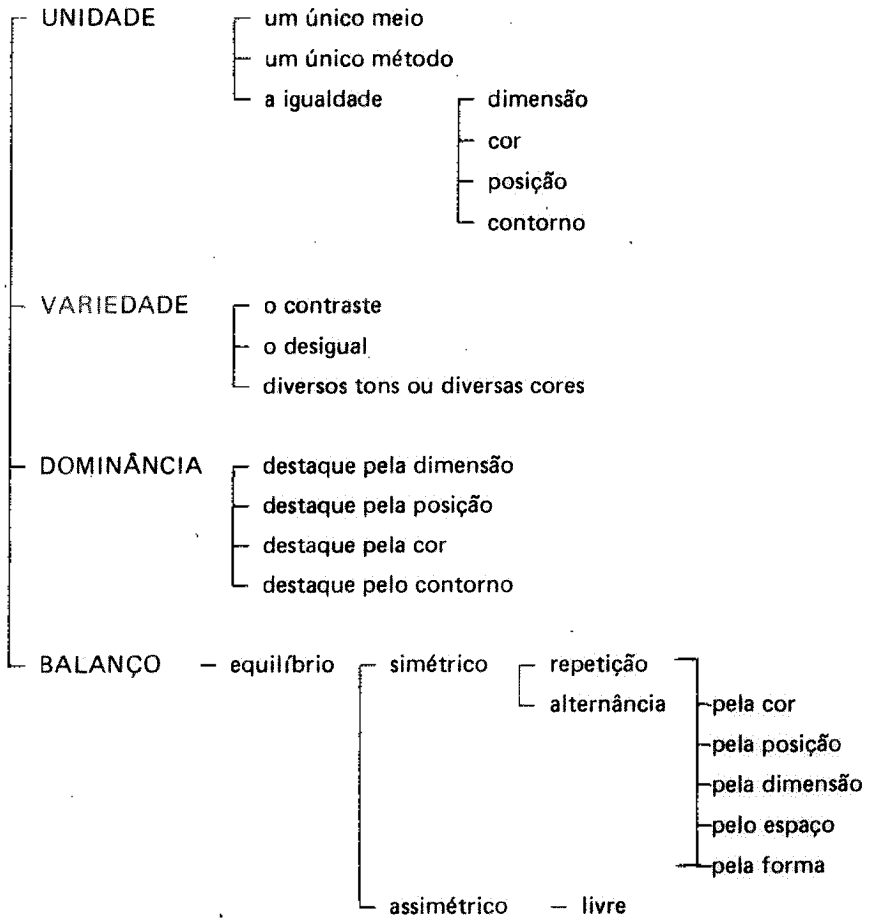 UNIDADE um único meio
um único método
a igualdade dimensão
cor
posição
contorno
VARIEDADE o contraste
o desigual
diversos tons ou diversas cores
DOMINÂNCIA destaque pela dimensão
destaque pela posição
destaque pela cor
destaque pelo contorno
BALANÇO – equilíbrio simétrico repetição
alternância pela cor
pela posição
pela dimensão
pelo espaço
pela forma
assimétrico – livre